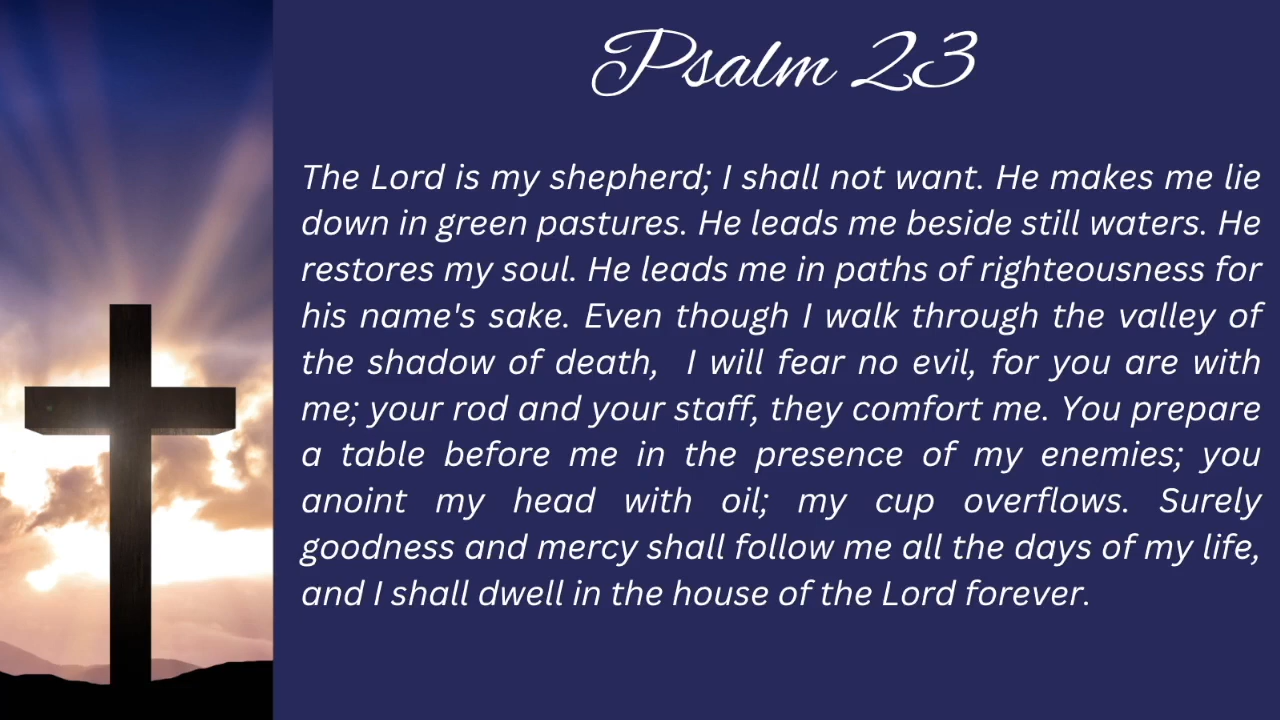 Psalm 23
The Lord is my shepherd; I shall not want. He makes me lie
down in green pastures. He leads me beside still waters. He
restores my soul. He leads me in paths of righteousness for
his name's sake. Even though I walk through the valley of
the shadow of death,  I will fear no evil, for you are with
me; your rod and your staff, they comfort me. You prepare
a table before me in the presence of my enemies; you
anoint my head with oil; my cup overflows. Surely
goodness and mercy shall follow me all the days of my life,
and I shall dwell in the house of the Lord forever.